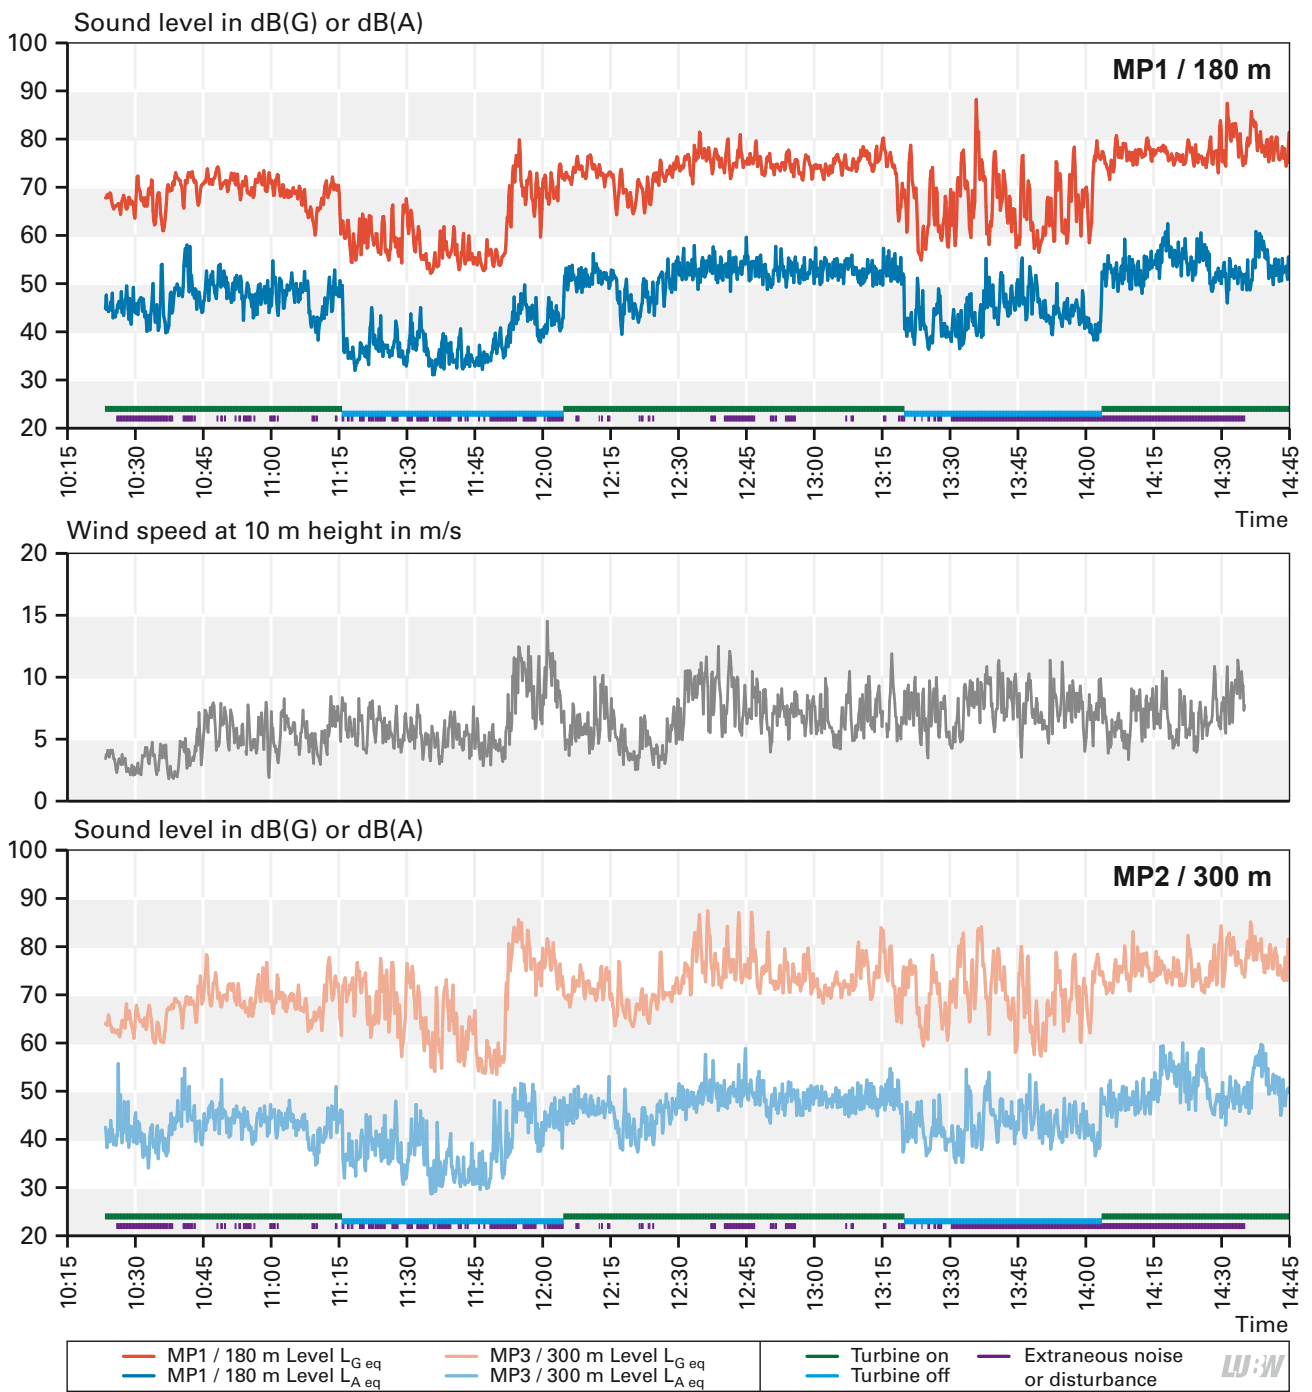 Sound level in dB(G) or dB(A)
100
90
80
70
60
50
40
30
20
MP1 / 180 m
10:15 10:30 10:45 11:00 11:15 11:30 11:45 12:00 12:15 12:30 12:45 13:00 13:15 13:30 13:45 14:00 14:15 14:30 14:45
Time
Wind speed at 10 m height in m/s
20
15
10
5
0
Sound level in dB(G) or dB(A)
100
90
80
70
60
50
40
30
20
MP2 / 300 m
10:15 10:30 10:45 11:00 11:15 11:30 11:45 12:00 12:15 12:30 12:45 13:00 13:15 13:30 13:45 14:00 14:15 14:30 14:45
Time
MP1 / 180 m Level LG eq
MP1 / 180 m Level LA eq
MP3 / 300 m Level LG eq
MP3 / 300 m Level LA eq
Turbine on
Turbine off
Extraneous noise
or disturbance
LUBW